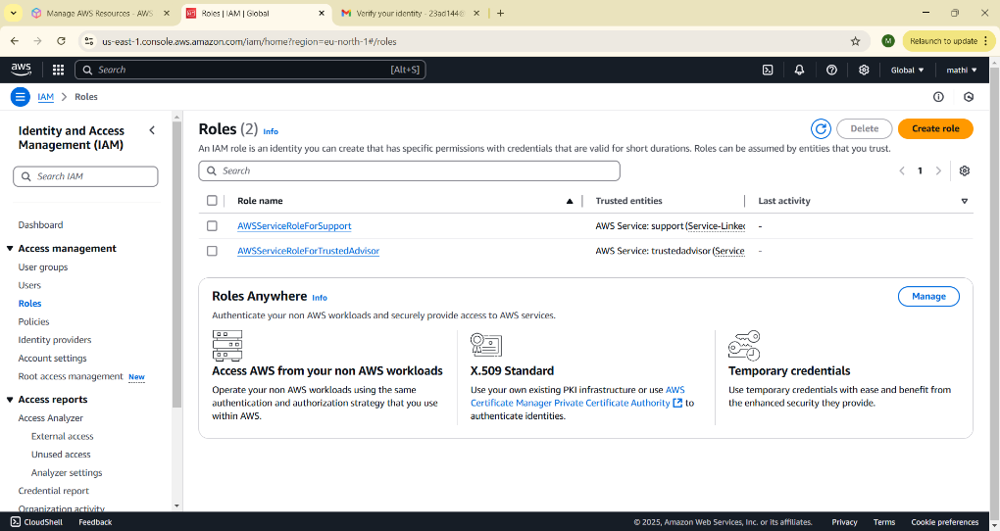 Manage AWS Resources - AWS
Roles | IAM | Global
Verify your identity - 23ad144@
us-east-1.console.aws.amazon.com/iam/home?region=eu-north-1#/roles
M
Relaunch to update
aws
Search
[Alt+S]
Global
mathi
IAM
Roles
Identity and Access
Management (IAM)
Search IAM
Dashboard
Access management
User groups
Users
Roles
Policies
Identity providers
Account settings
Root access management New
Access reports
Access Analyzer
External access
Unused access
Analyzer settings
Credential report
Organization activity
Roles (2) Info
Delete
Create role
An IAM role is an identity you can create that has specific permissions with credentials that are valid for short durations. Roles can be assumed by entities that you trust.
Search
1
Role name Trusted entities Last activity
AWSServiceRoleForSupport AWS Service: support (Service-Linked -
AWSServiceRoleForTrustedAdvisor AWS Service: trustedadvisor (Service -
Roles Anywhere Info
Manage
Authenticate your non AWS workloads and securely provide access to AWS services.
Access AWS from your non AWS workloads
Operate your non AWS workloads using the same
authentication and authorization strategy that you use
within AWS.
X.509 Standard
Use your own existing PKI infrastructure or use AWS
Certificate Manager Private Certificate Authority to
authenticate identities.
Temporary credentials
Use temporary credentials with ease and benefit from
the enhanced security they provide.
CloudShell Feedback © 2025, Amazon Web Services, Inc. or its affiliates. Privacy Terms Cookie preferences